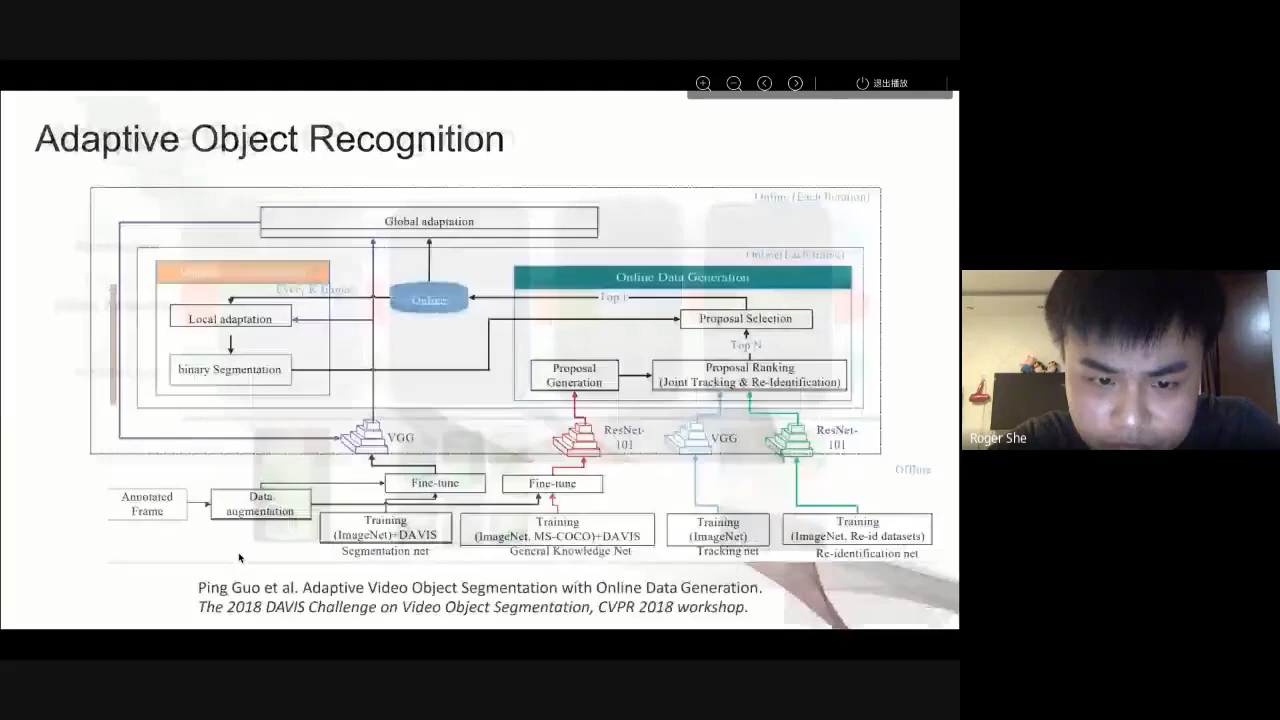 退出播放
Adaptive Object Recognition
Online (Each Iteration)
Global adaptation
Online (Each frame)
Online Data Generation
Every K frames
Online
Top 1
Local adaptation
Proposal Selection
Top N
binary Segmentation
Proposal
Generation
Proposal Ranking
(Joint Tracking & Re-Identification)
VGG
ResNet-
101
VGG
ResNet-
101
Offline
Fine-tune
Fine-tune
Annotated
Frame
Data
augmentation
Training
(ImageNet)+DAVIS
Segmentation net
Training
(ImageNet, MS-COCO)+DAVIS
General Knowledge Net
Training
(ImageNet)
Tracking net
Training
(ImageNet, Re-id datasets)
Re-identification net
Ping Guo et al. Adaptive Video Object Segmentation with Online Data Generation.
The 2018 DAVIS Challenge on Video Object Segmentation, CVPR 2018 workshop.
Roger She